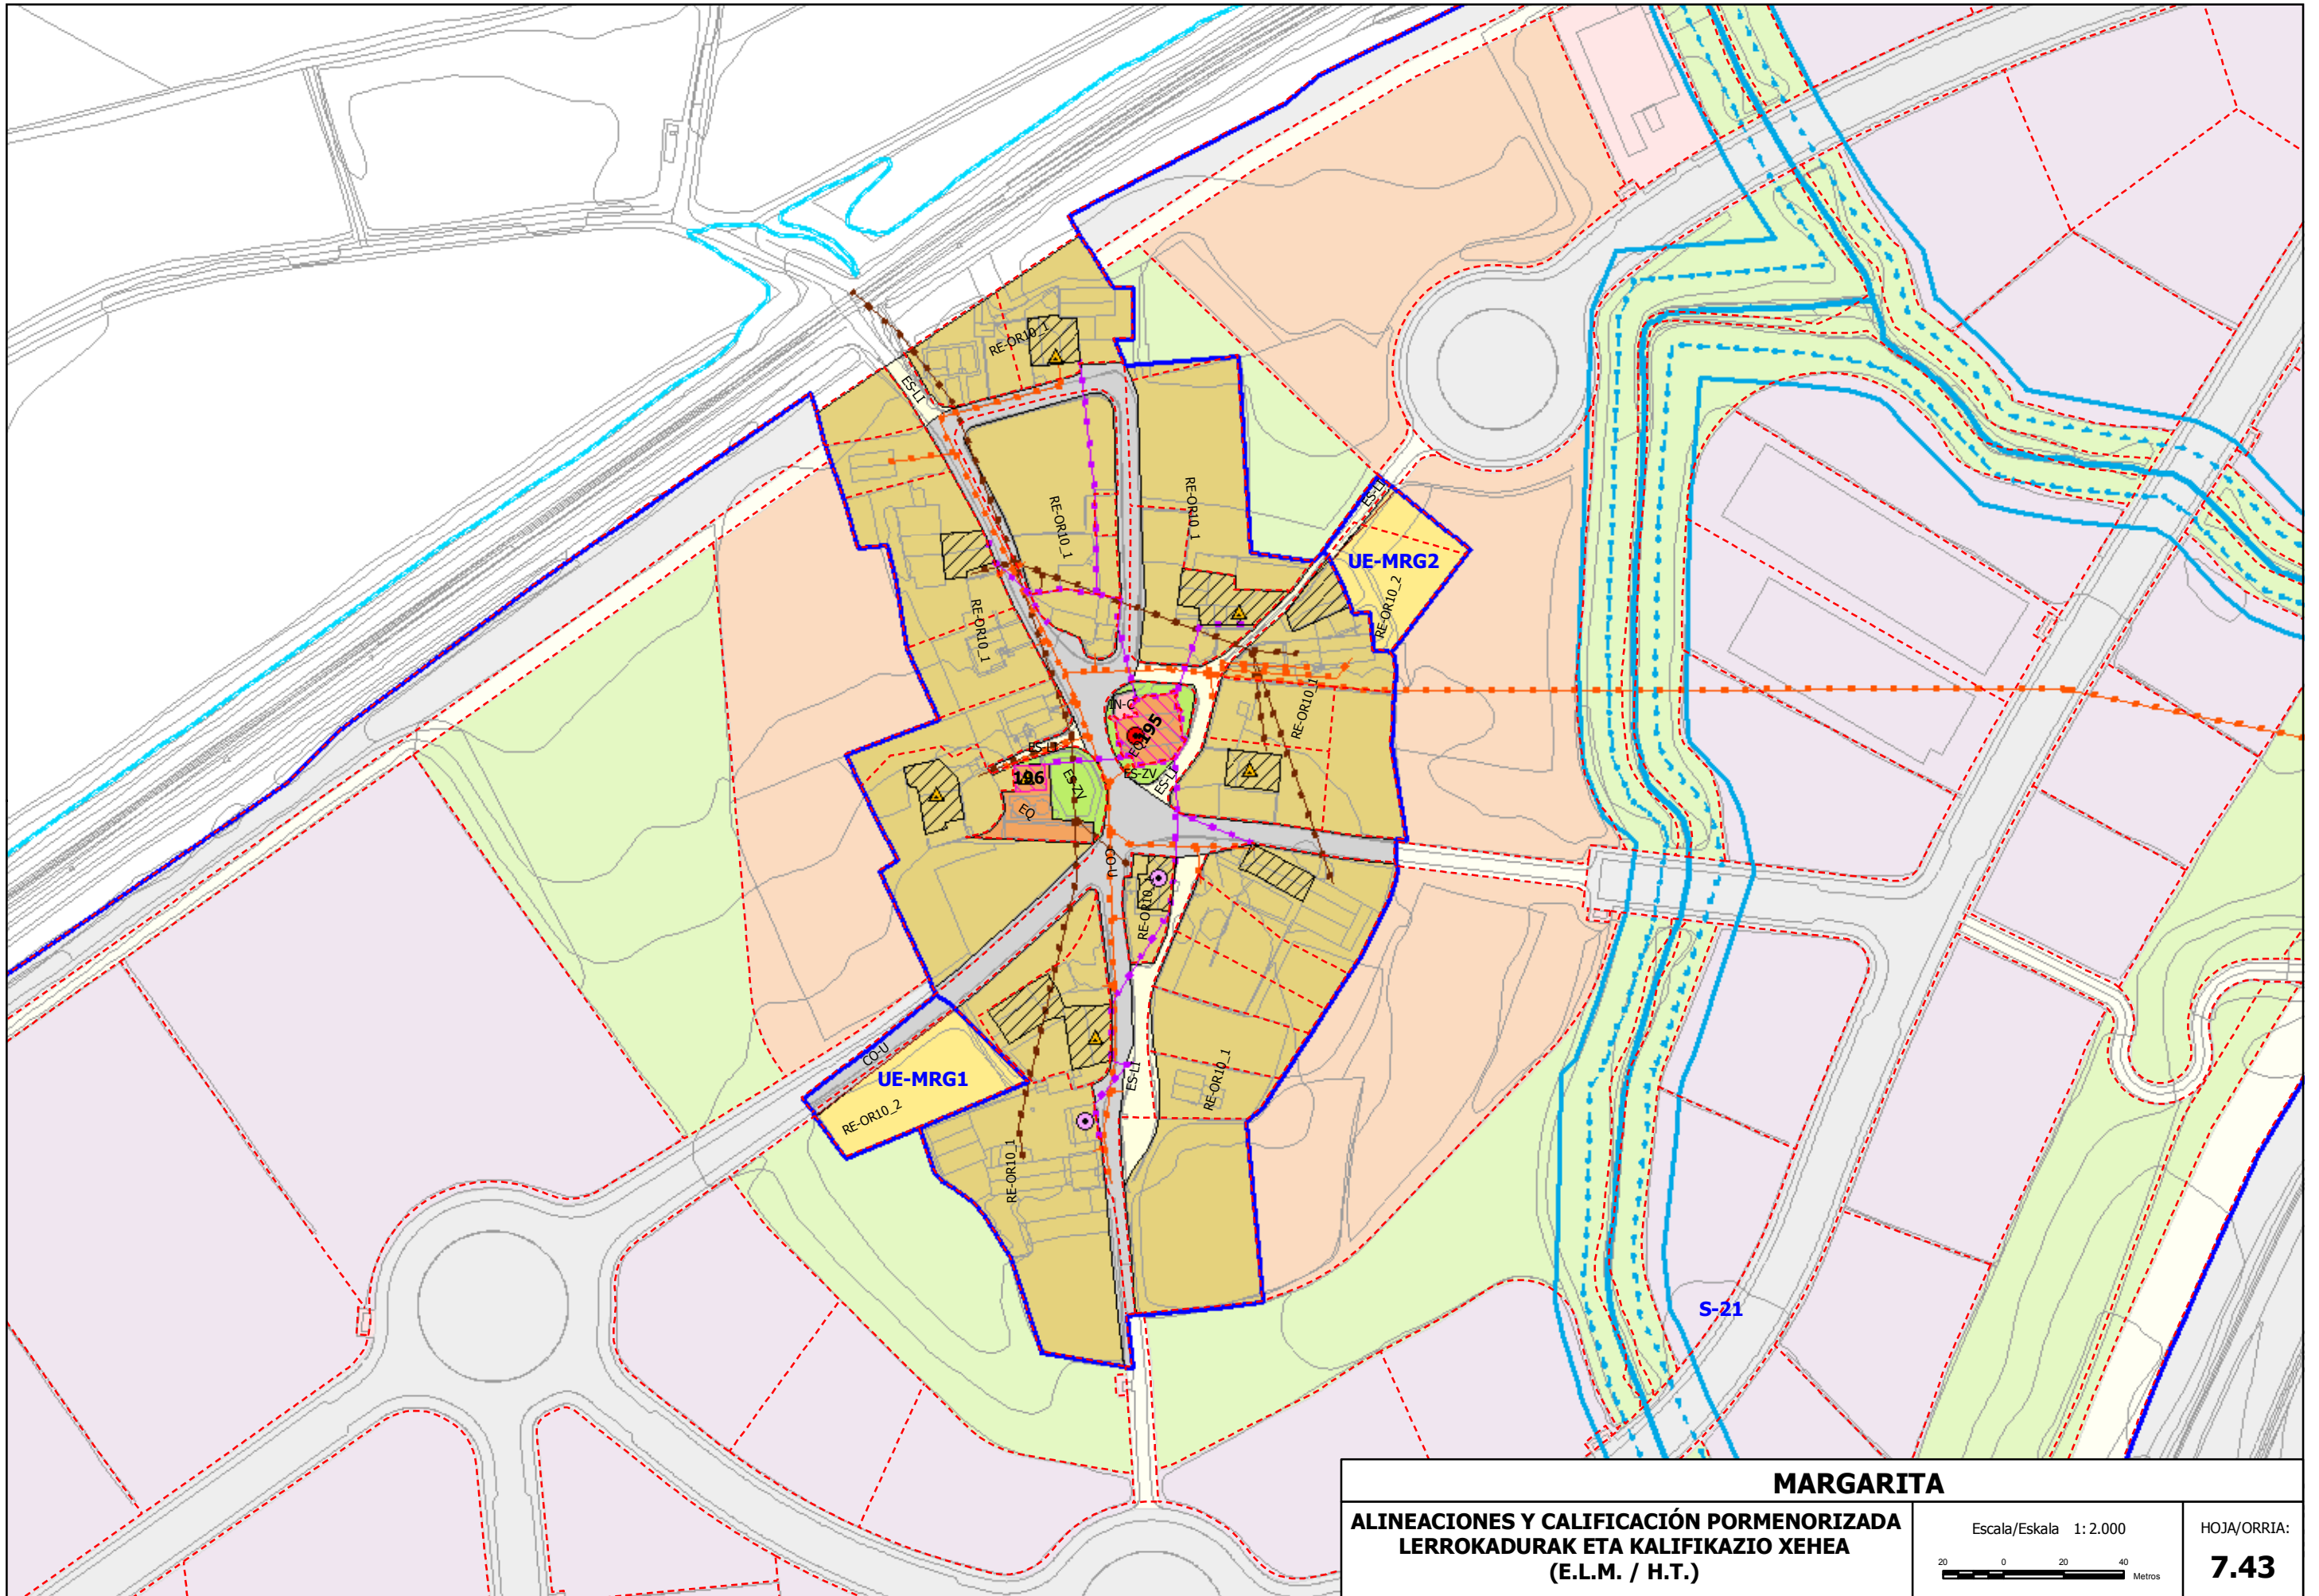 RE-OR10_1
ES-LI
RE-OR10_1
RE-OR10_1
ES-LI
UE-MRG2
RE-OR10_2
RE-OR10_1
IN-C
195
EQ
RE-OR10_1
ES-LI
ES-ZV
ES-LI
196
ES-ZV
EQ
CO-U
RE-OR10_1
CO-U
UE-MRG1
RE-OR10_2
ES-LI
RE-OR10_1
RE-OR10_1
S-21
MARGARITA
ALINEACIONES Y CALIFICACIÓN PORMENORIZADA
LERROKADURAK ETA KALIFIKAZIO XEHEA
(E.L.M. / H.T.)
Escala/Eskala 1:2.000
20 0 20 40
Metros
HOJA/ORRIA:
7.43